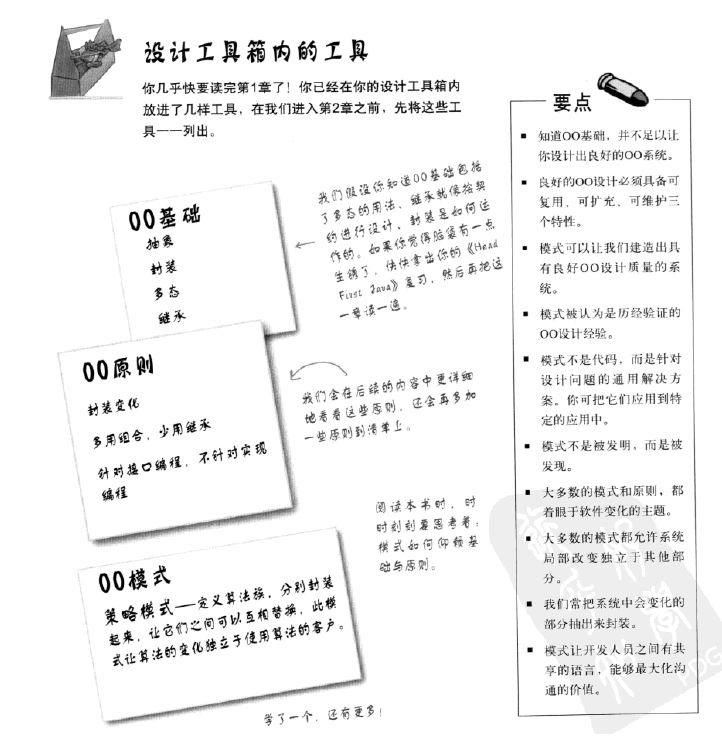 设计工具箱内的工具
你几乎快要读完第1章了！你已经在你的设计工具箱内
放进了几样工具，在我们进入第2章之前，先将这些工
具一一列出。
OO基础
抽象
封装
多态
继承
我们假设你知道OO基础包括
了多态的用法、继承就像按契
约进行设计、封装是如何运
作的。如果你觉得脑袋有一点
生锈了，快快拿出你的《Head
First Java》复习，然后再把这
一章读一遍。
OO原则
封装变化
多用组合，少用继承
针对接口编程，不针对实现
编程
我们会在后续的内容中更详细
地看看这些原则，还会再多加
一些原则到清单上。
阅读本书时，时
时刻刻要思考着：
模式如何仰赖基
础与原则。
OO模式
策略模式——定义算法族，分别封装
起来，让它们之间可以互相替换，此模
式让算法的变化独立于使用算法的客户。
学了一个，还有更多！
要点
■ 知道OO基础，并不足以让
你设计出良好的OO系统。
■ 良好的OO设计必须具备可
复用、可扩充、可维护三
个特性。
■ 模式可以让我们建造出具
有良好OO设计质量的系
统。
■ 模式被认为是历经验证的
OO设计经验。
■ 模式不是代码，而是针对
设计问题的通用解决方
案。你可把它们应用到特
定的应用中。
■ 模式不是被发明，而是被
发现。
■ 大多数的模式和原则，都
着眼于软件变化的主题。
■ 大多数的模式都允许系统
局部改变独立于其他部
分。
■ 我们常把系统中会变化的
部分抽出来封装。
■ 模式让开发人员之间有共
享的语言，能够最大化沟
通的价值。
PDG